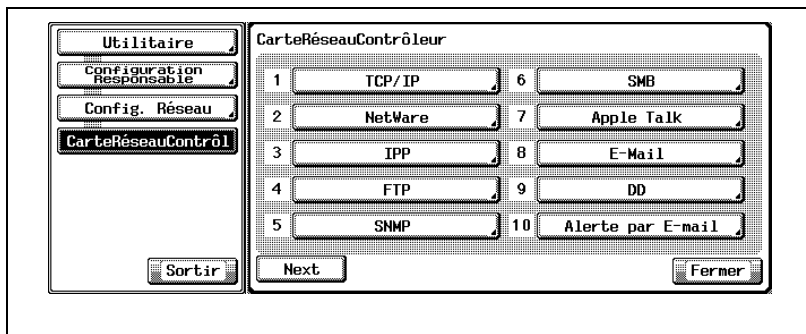 Utilitaire
Configuration
Responsable
Config. Réseau
CarteRéseauContrôl
Sortir
CarteRéseauContrôleur
1 TCP/IP
2 NetWare
3 IPP
4 FTP
5 SNMP
6 SMB
7 Apple Talk
8 E-Mail
9 DD
10 Alerte par E-mail
Next
Fermer